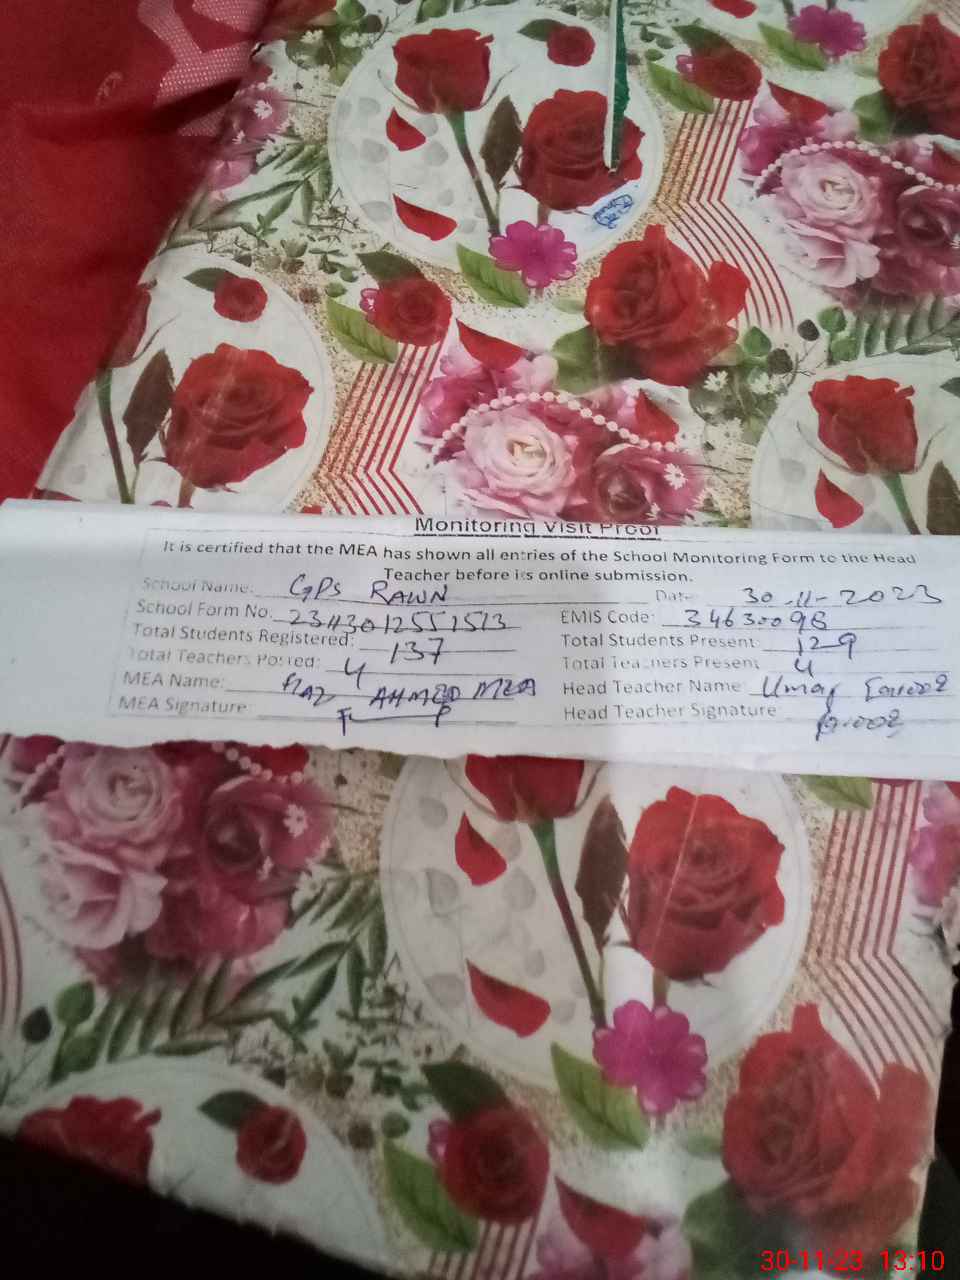 Monitoring Visit Proof
It is certified that the MEA has shown all entries of the School Monitoring Form to the Head
Teacher before its online submission.
School Name: GPS RAWN Date: 30-11-2023
School Form No: EMIS Code: 34630098
Total Students Registered: 137 Total Students Present: 129
Total Teachers Posted: 4 Total Teachers Present 4
MEA Name: AHMED MEA Head Teacher Name Umar Farooq
MEA Signature Head Teacher Signature Farooq
30-11-23 13:10